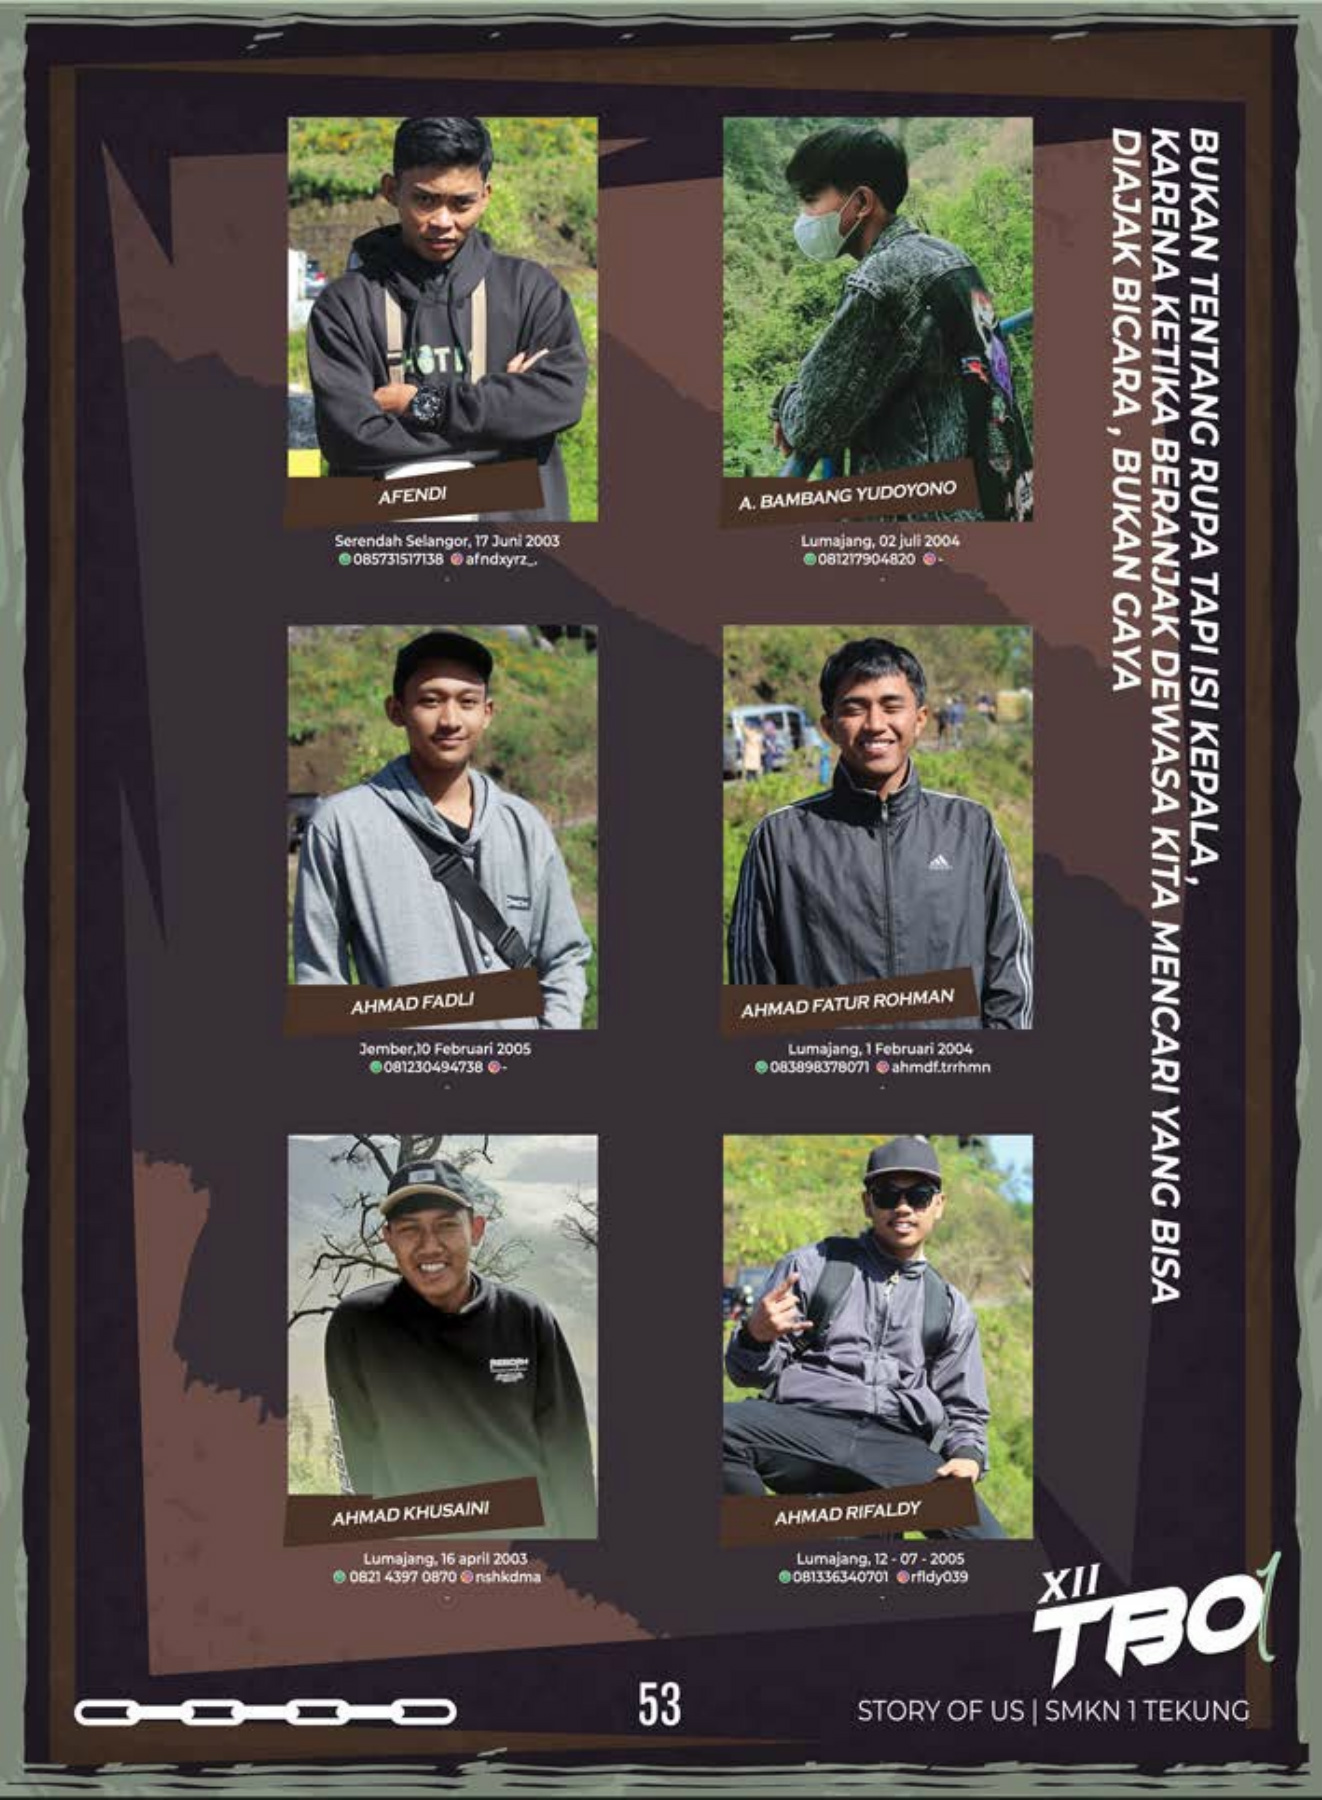 BUKAN TENTANG RUPA TAPI ISI KEPALA ,
KARENA KETIKA BERANJAK DEWASA KITA MENCARI YANG BISA
DIAJAK BICARA , BUKAN GAYA
AFENDI
Serendah Selangor, 17 Juni 2003
085731517138 afndxyrz_.
A. BAMBANG YUDOYONO
Lumajang, 02 juli 2004
081217904820 -
AHMAD FADLI
Jember,10 Februari 2005
081230494738 -
adidas
AHMAD FATUR ROHMAN
Lumajang, 1 Februari 2004
083898378071 ahmdf.trrhmn
AHMAD KHUSAINI
Lumajang, 16 april 2003
0821 4397 0870 nshkdma
AHMAD RIFALDY
Lumajang, 12 - 07 - 2005
081336340701 rfldy039
XII
TBO1
53
STORY OF US | SMKN 1 TEKUNG